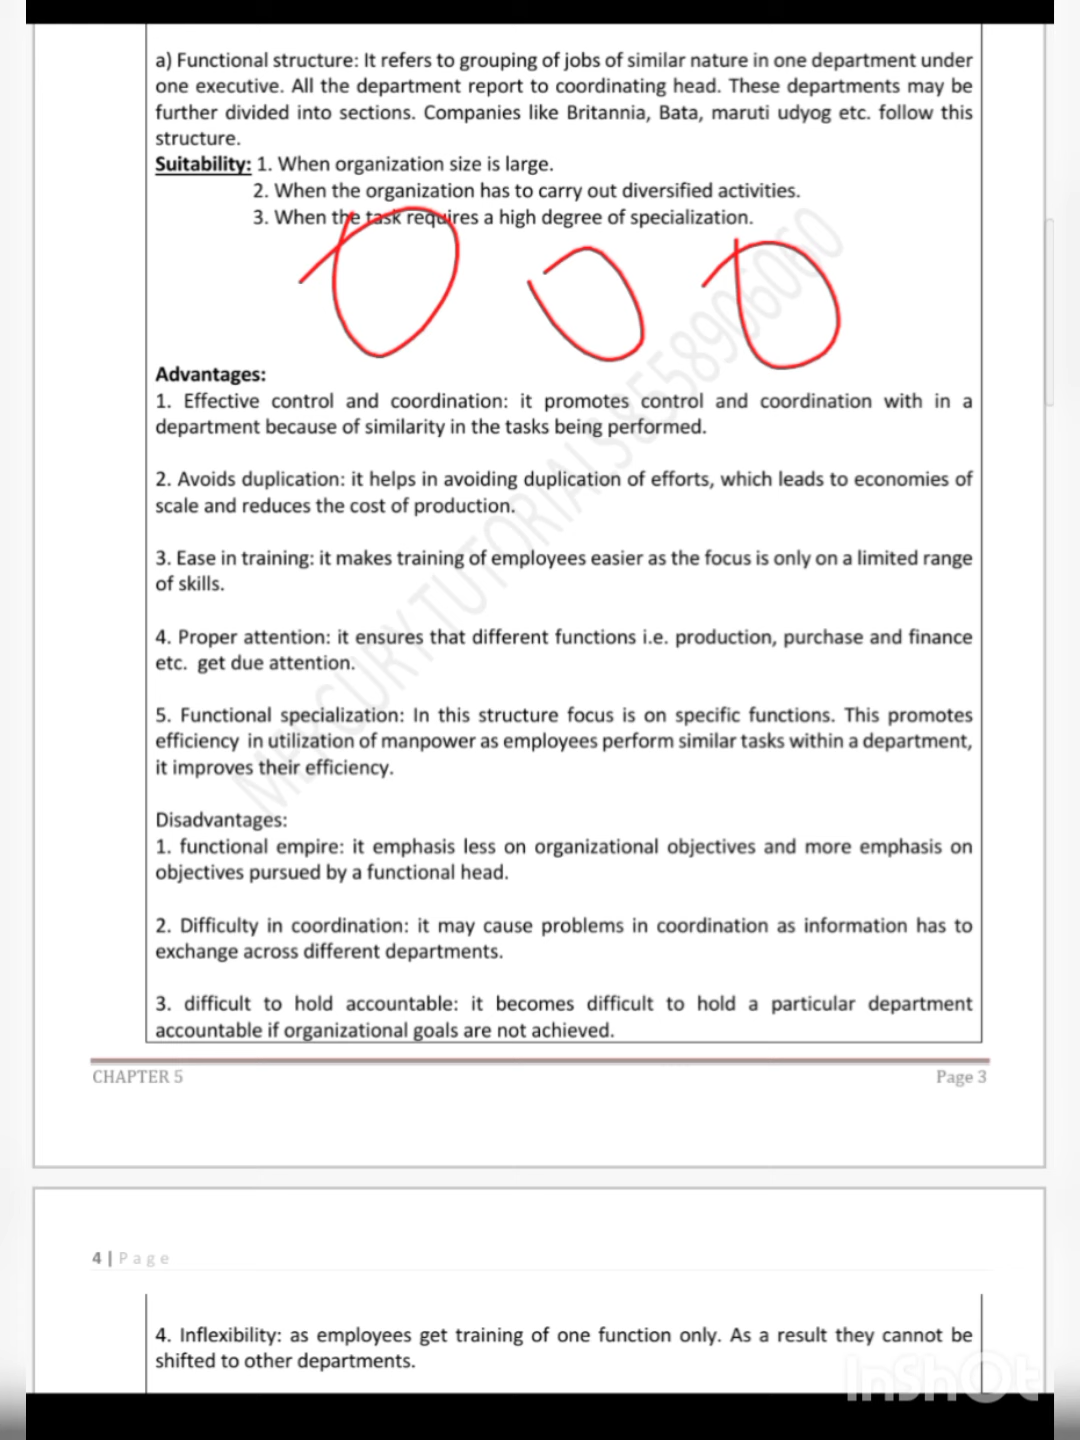 a) Functional structure: It refers to grouping of jobs of similar nature in one department under
one executive. All the department report to coordinating head. These departments may be
further divided into sections. Companies like Britannia, Bata, maruti udyog etc. follow this
structure.
Suitability: 1. When organization size is large.
2. When the organization has to carry out diversified activities.
3. When the task requires a high degree of specialization.
Advantages:
1. Effective control and coordination: it promotes control and coordination with in a
department because of similarity in the tasks being performed.
2. Avoids duplication: it helps in avoiding duplication of efforts, which leads to economies of
scale and reduces the cost of production.
3. Ease in training: it makes training of employees easier as the focus is only on a limited range
of skills.
4. Proper attention: it ensures that different functions i.e. production, purchase and finance
etc. get due attention.
5. Functional specialization: In this structure focus is on specific functions. This promotes
efficiency in utilization of manpower as employees perform similar tasks within a department,
it improves their efficiency.
Disadvantages:
1. functional empire: it emphasis less on organizational objectives and more emphasis on
objectives pursued by a functional head.
2. Difficulty in coordination: it may cause problems in coordination as information has to
exchange across different departments.
3. difficult to hold accountable: it becomes difficult to hold a particular department
accountable if organizational goals are not achieved.
MERCURY TUTORIALS 8558906060
CHAPTER 5 Page 3
4 | Page
4. Inflexibility: as employees get training of one function only. As a result they cannot be
shifted to other departments.
InShOt